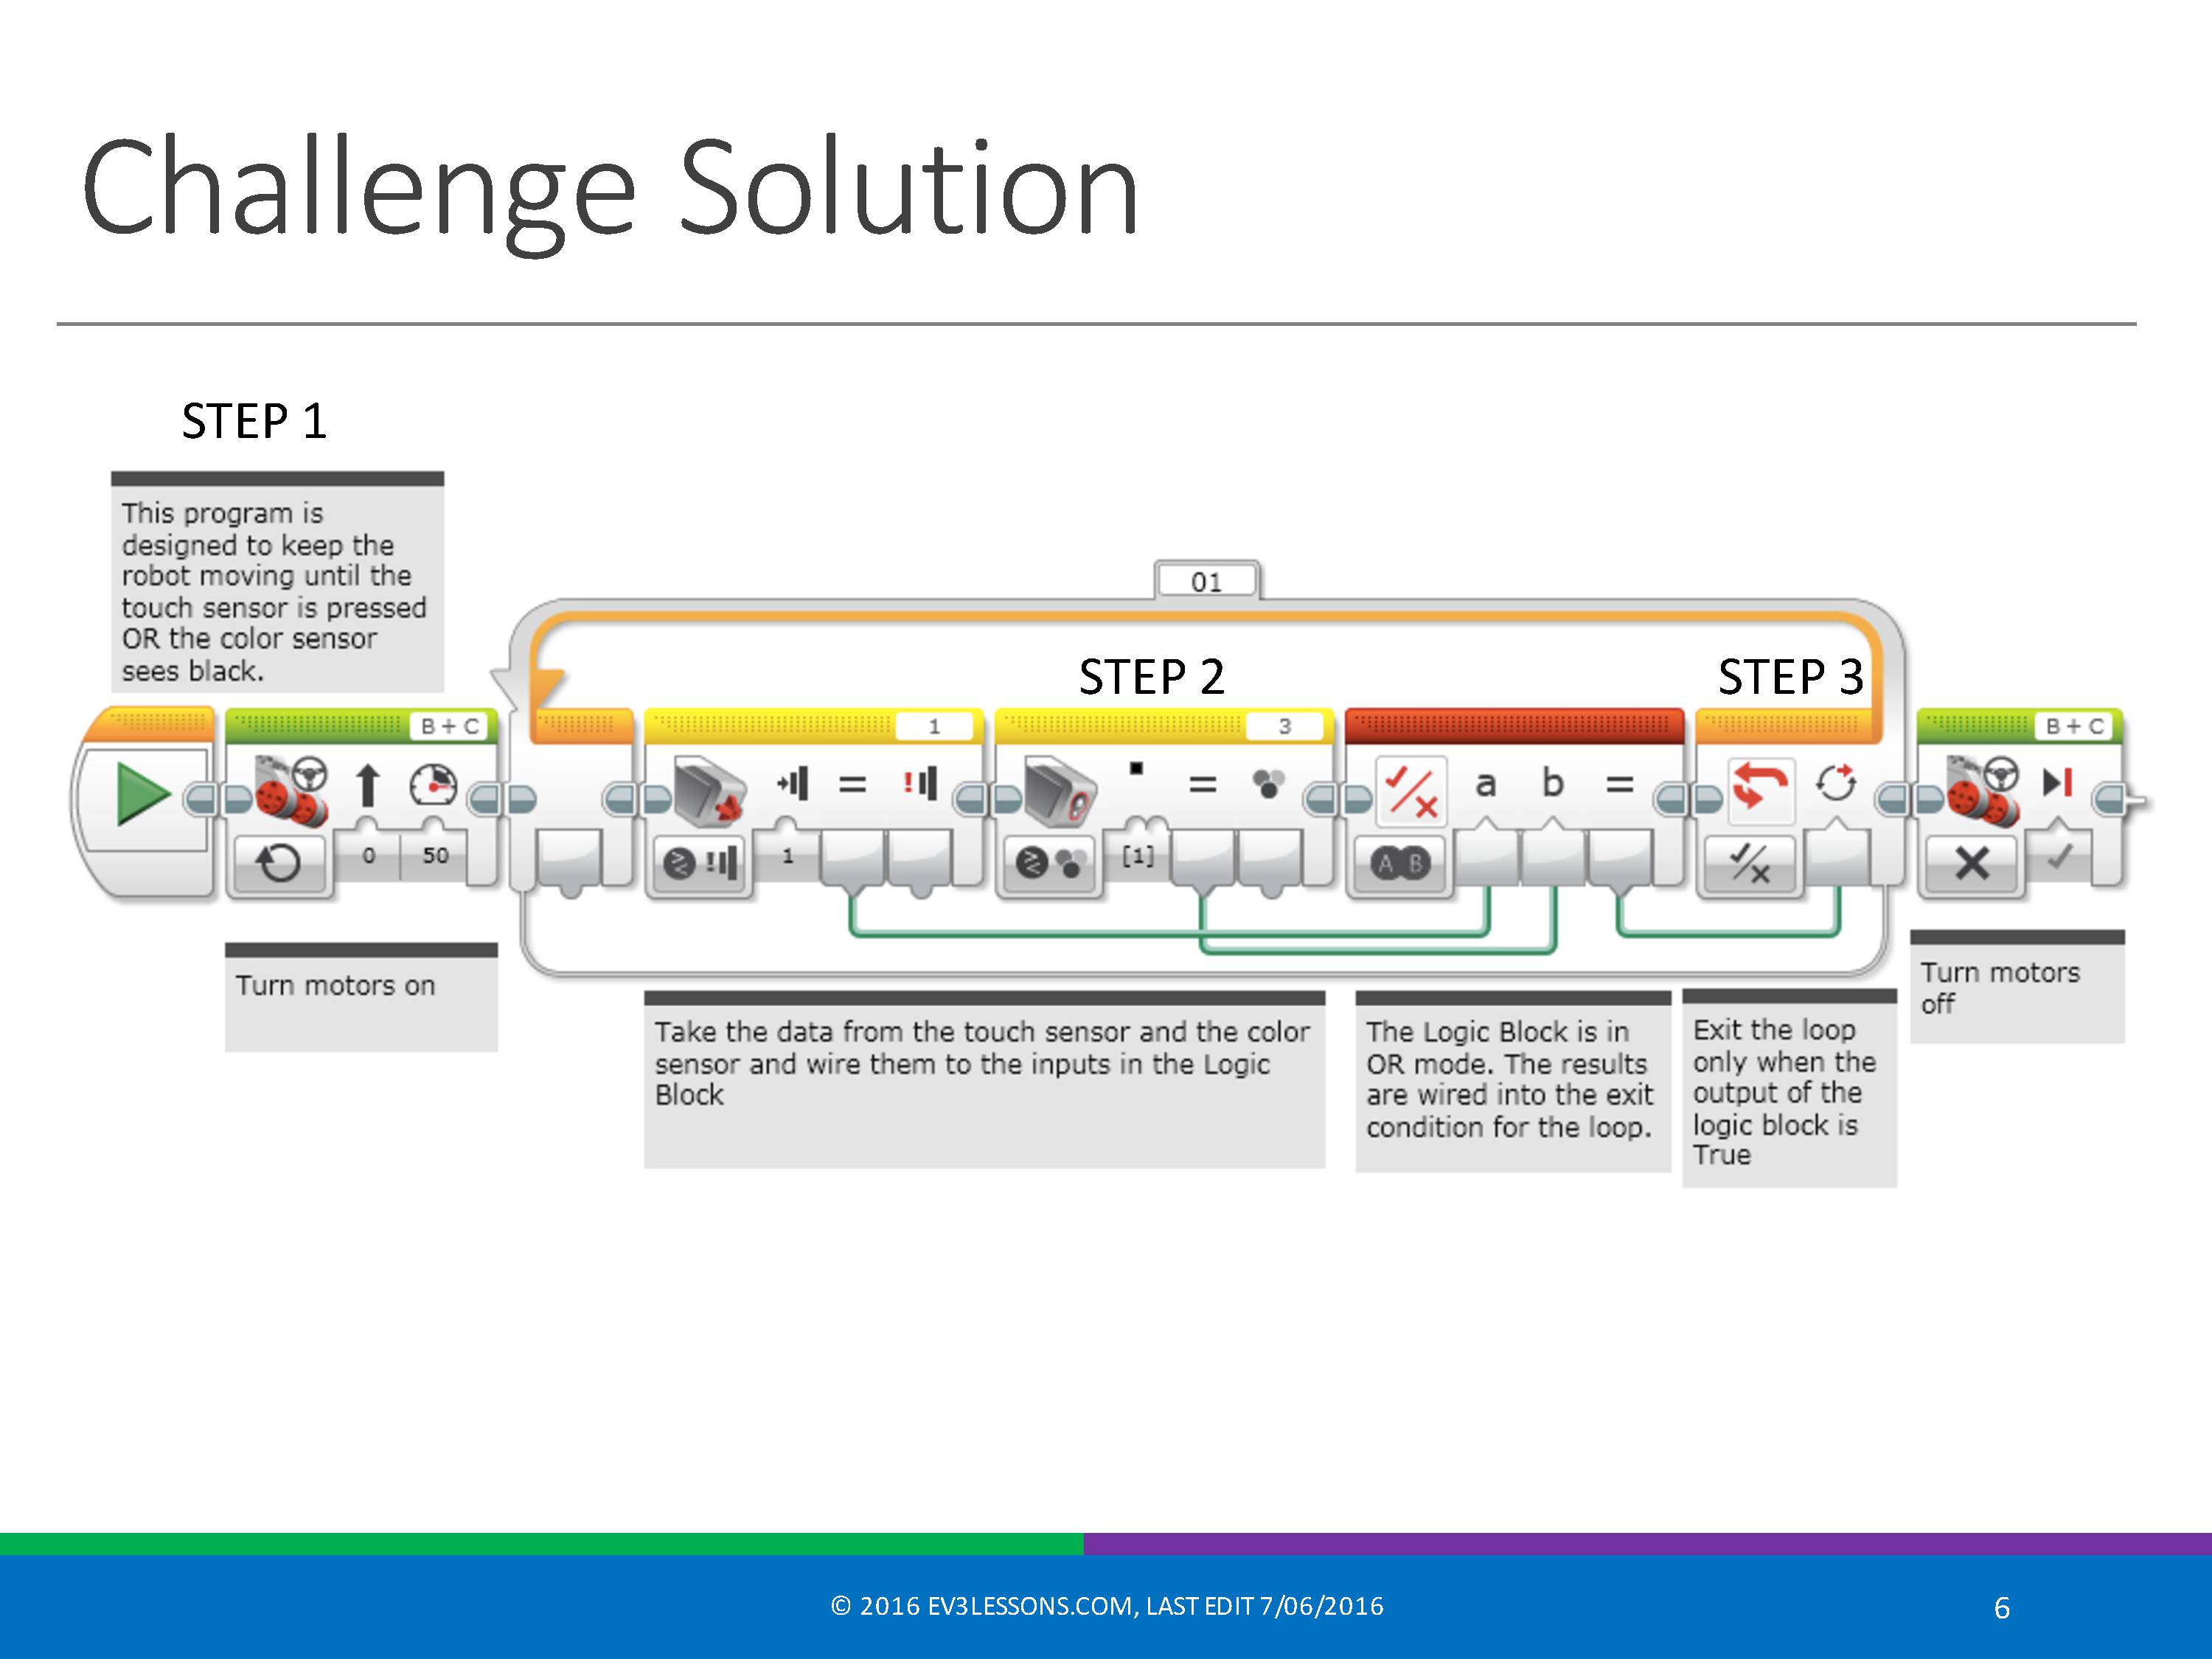 Challenge Solution
STEP 1
This program is
designed to keep the
robot moving until the
touch sensor is pressed
OR the color sensor
sees black.
01
STEP 2
STEP 3
B + C
1
3
B + C
a b =
0 50
1
[1]
A B
Turn motors on
Take the data from the touch sensor and the color
sensor and wire them to the inputs in the Logic
Block
The Logic Block is in
OR mode. The results
are wired into the exit
condition for the loop.
Exit the loop
only when the
output of the
logic block is
True
Turn motors
off
© 2016 EV3LESSONS.COM, LAST EDIT 7/06/2016
6